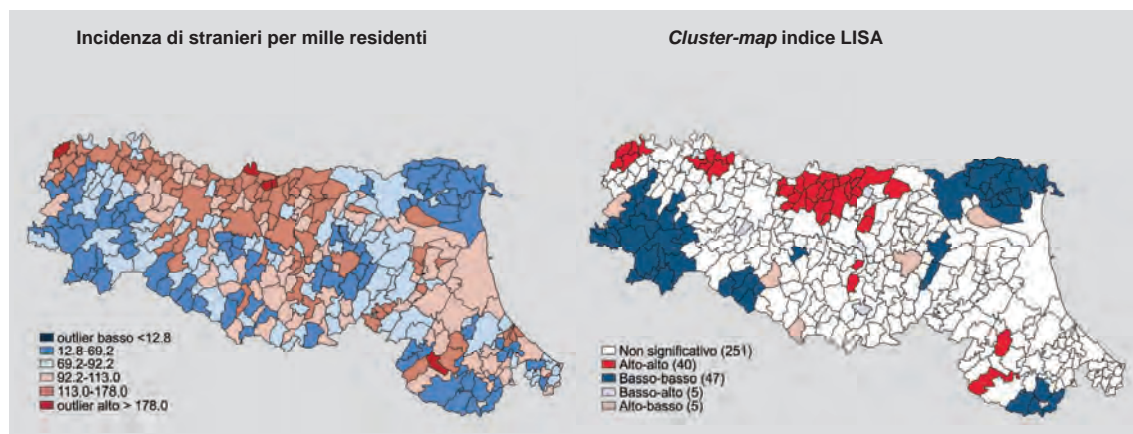 Incidenza di stranieri per mille residenti
Cluster-map indice LISA
outlier basso <12.8
12.8-69.2
69.2-92.2
92.2-113.0
113.0-178.0
outlier alto > 178.0
Non significativo (251)
Alto-alto (40)
Basso-basso (47)
Basso-alto (5)
Alto-basso (5)